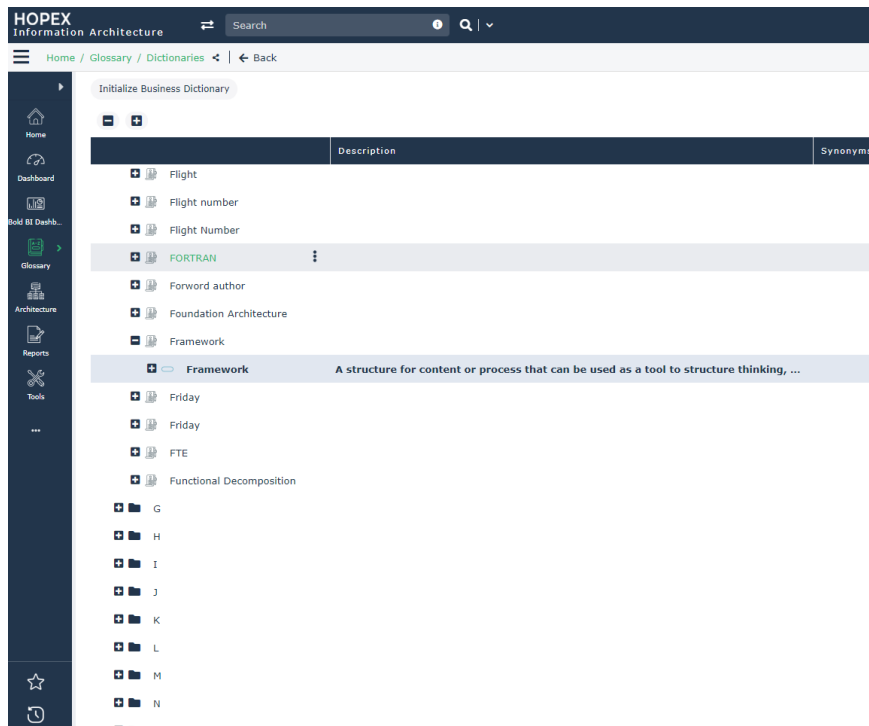 HOPEX
Information Architecture
Search
Home / Glossary / Dictionaries
Back
Initialize Business Dictionary
Home
Dashboard
Bold BI Dashb...
Glossary
Architecture
Reports
Tools
Description
Synonyms
Flight
Flight number
Flight Number
FORTRAN
Forword author
Foundation Architecture
Framework
Framework A structure for content or process that can be used as a tool to structure thinking, ...
Friday
Friday
FTE
Functional Decomposition
G
H
I
J
K
L
M
N